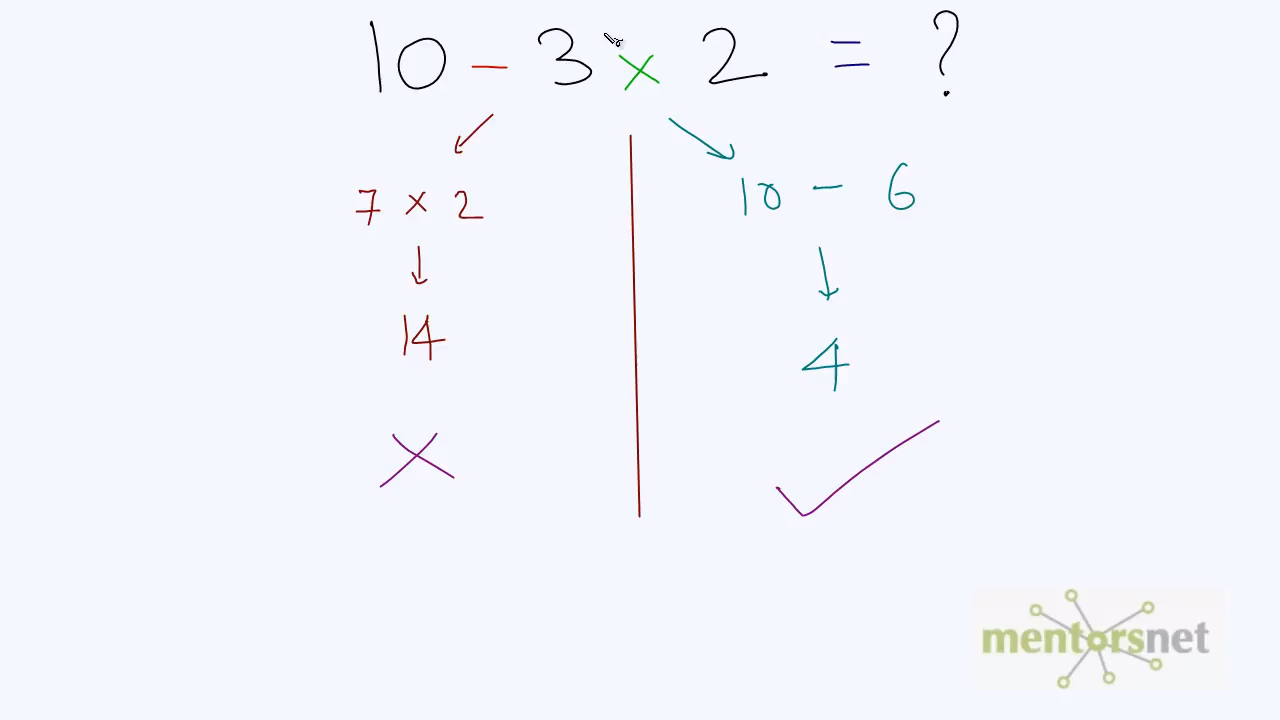 10 - 3 × 2 = ?
7 × 2
10 - 6
14
4
mentorsnet